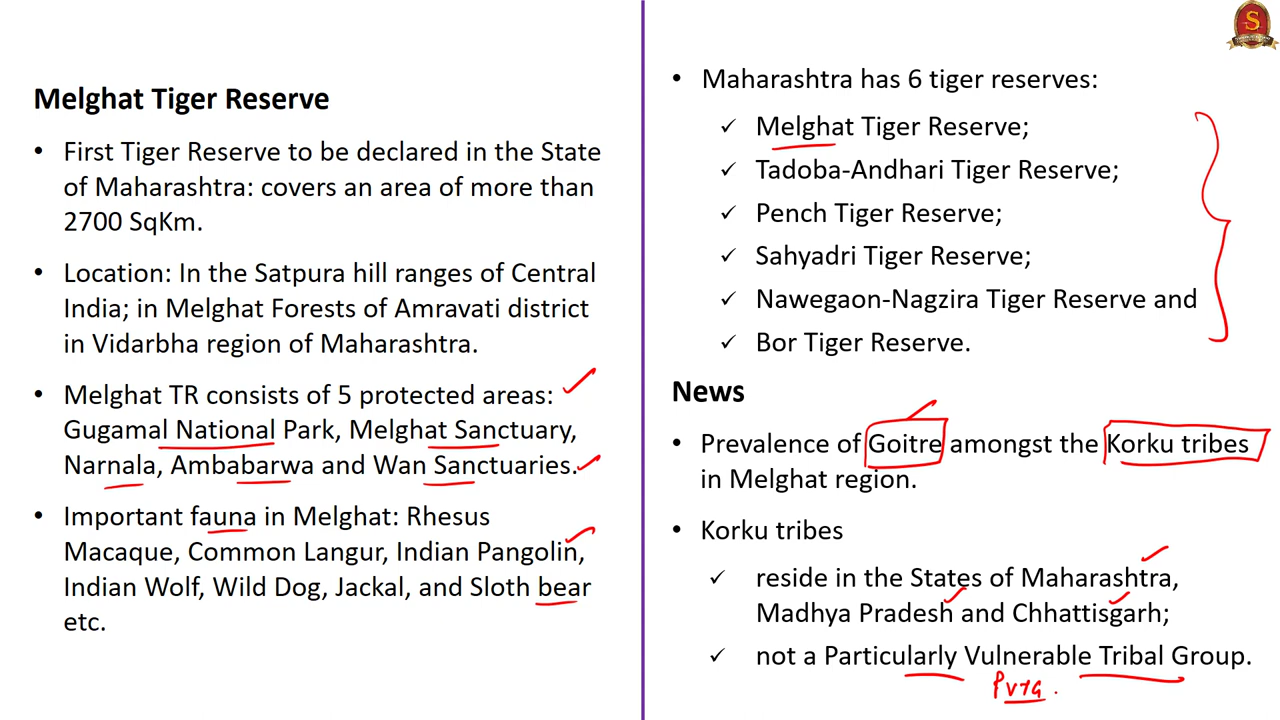 Melghat Tiger Reserve
• First Tiger Reserve to be declared in the State
of Maharashtra: covers an area of more than
2700 SqKm.
• Location: In the Satpura hill ranges of Central
India; in Melghat Forests of Amravati district
in Vidarbha region of Maharashtra.
• Melghat TR consists of 5 protected areas:
Gugamal National Park, Melghat Sanctuary,
Narnala, Ambabarwa and Wan Sanctuaries.
• Important fauna in Melghat: Rhesus
Macaque, Common Langur, Indian Pangolin,
Indian Wolf, Wild Dog, Jackal, and Sloth bear
etc.
• Maharashtra has 6 tiger reserves:
✓ Melghat Tiger Reserve;
✓ Tadoba-Andhari Tiger Reserve;
✓ Pench Tiger Reserve;
✓ Sahyadri Tiger Reserve;
✓ Nawegaon-Nagzira Tiger Reserve and
✓ Bor Tiger Reserve.
News
• Prevalence of Goitre amongst the Korku tribes
in Melghat region.
• Korku tribes
✓ reside in the States of Maharashtra,
Madhya Pradesh and Chhattisgarh;
✓ not a Particularly Vulnerable Tribal Group.
PVTG.